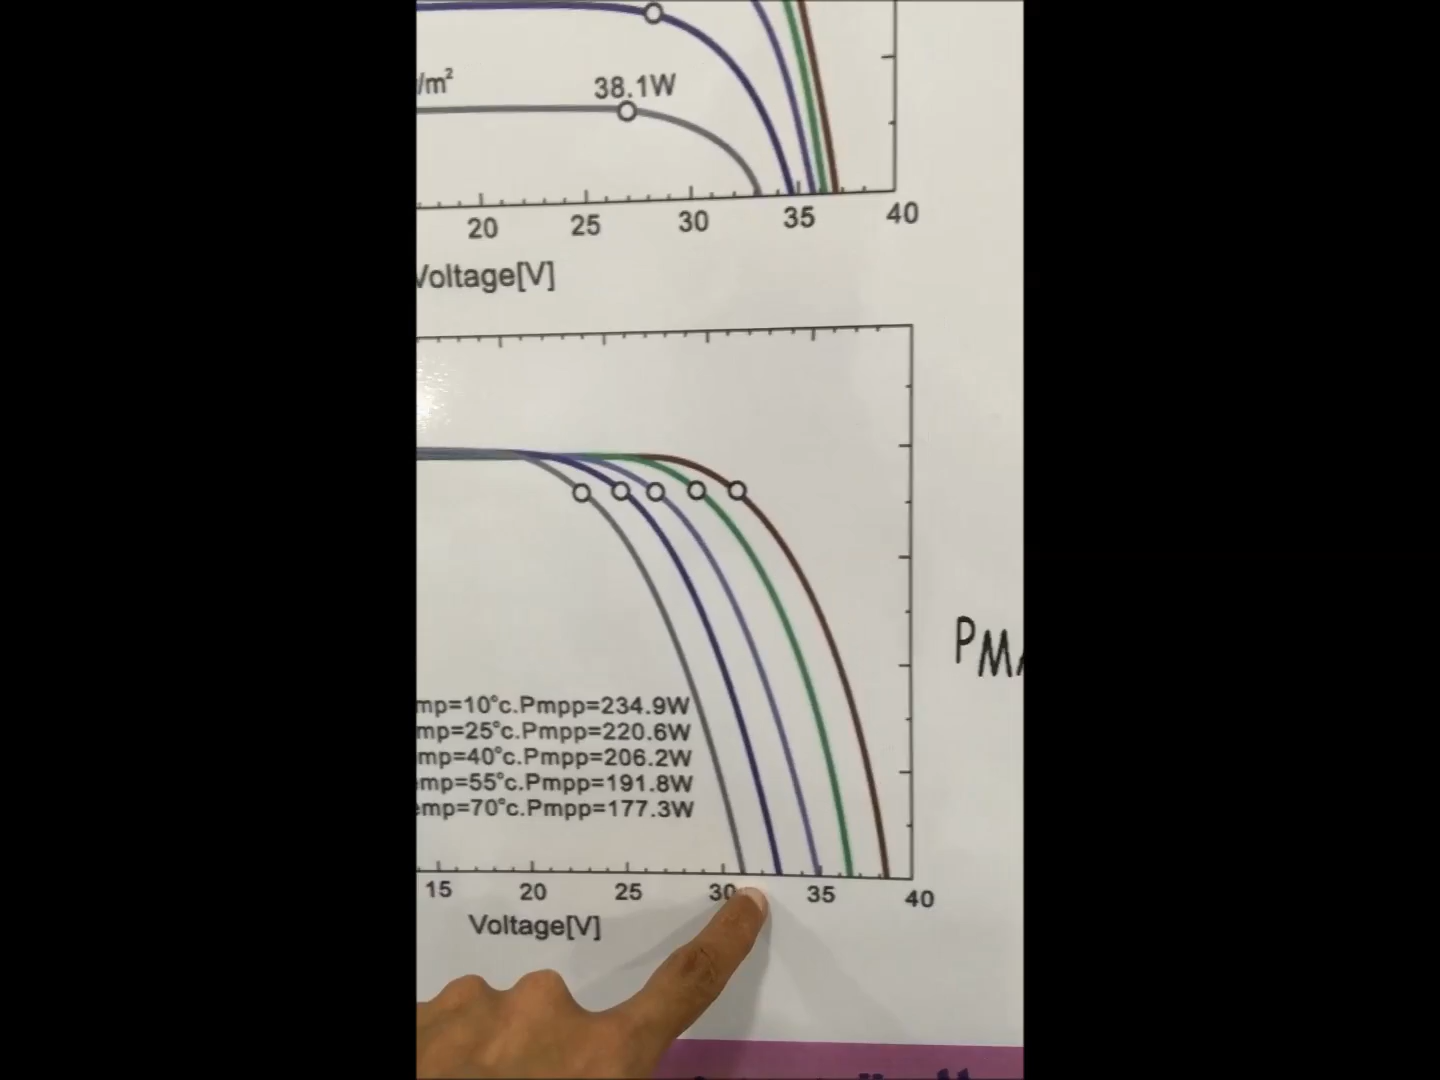 /m²
38.1W
20 25 30 35 40
Voltage[V]
mp=10°c.Pmpp=234.9W
mp=25°c.Pmpp=220.6W
mp=40°c.Pmpp=206.2W
emp=55°c.Pmpp=191.8W
emp=70°c.Pmpp=177.3W
PM
15 20 25 30 35 40
Voltage[V]